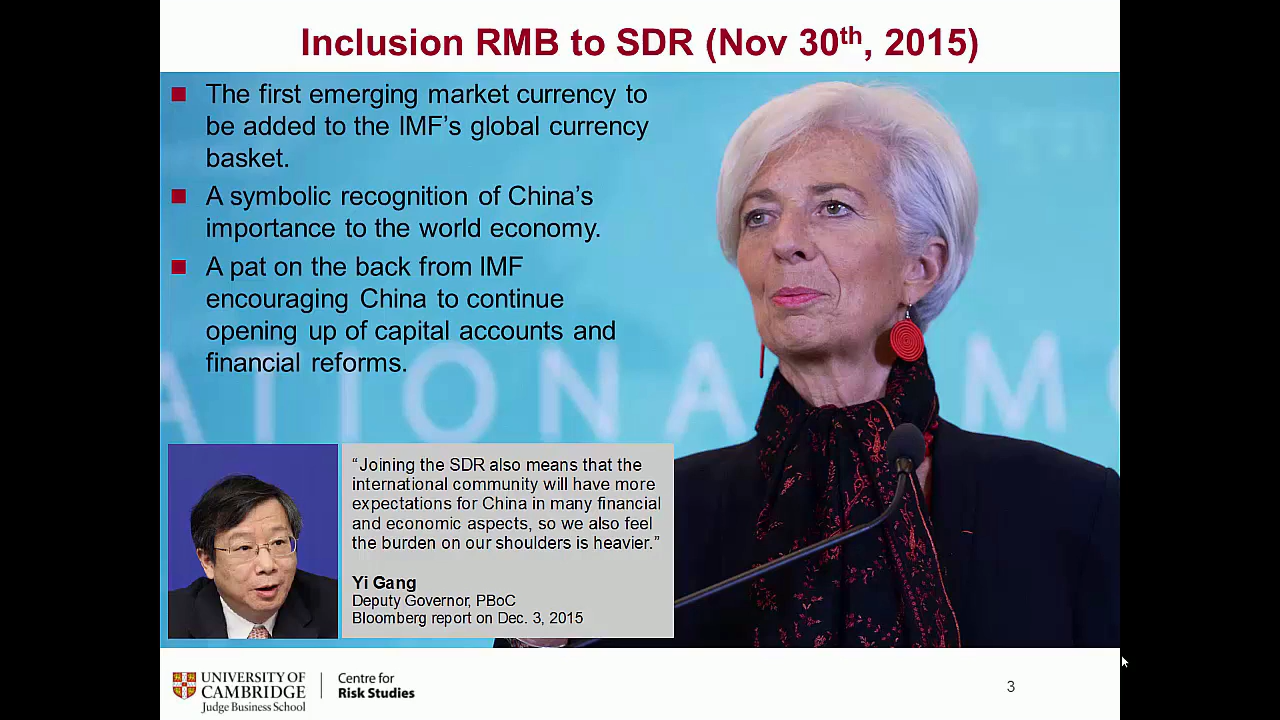 Inclusion RMB to SDR (Nov 30th, 2015)
The first emerging market currency to
be added to the IMF’s global currency
basket.
A symbolic recognition of China’s
importance to the world economy.
A pat on the back from IMF
encouraging China to continue
opening up of capital accounts and
financial reforms.
ATIONA MO
“Joining the SDR also means that the
international community will have more
expectations for China in many financial
and economic aspects, so we also feel
the burden on our shoulders is heavier.”
Yi Gang
Deputy Governor, PBoC
Bloomberg report on Dec. 3, 2015
UNIVERSITY OF
CAMBRIDGE
Judge Business School
Centre for
Risk Studies
3